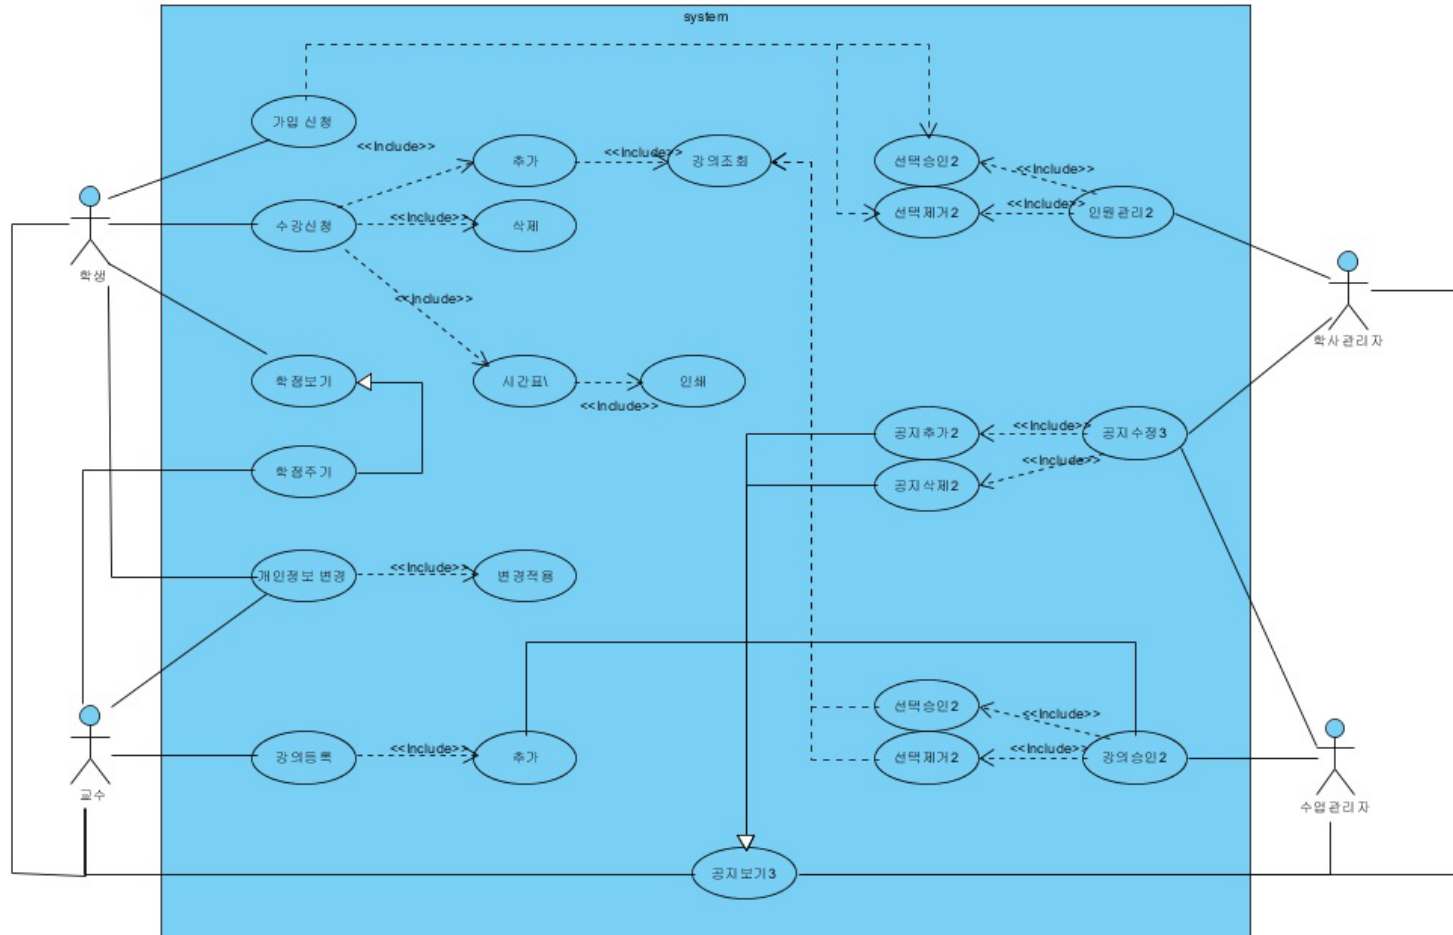 system
가입 신청
<<Include>>
추가
<<Include>>
강의조회
선택승인2
<<Include>>
선택제거2
<<Include>>
인원관리2
수강신청
<<Include>>
삭제
학생
<<Include>>
학사관리자
학점보기
시간표\
<<Include>>
인쇄
공지추가2
<<Include>>
공지수정3
학점주기
공지삭제2
<<Include>>
개인정보 변경
<<Include>>
변경적용
선택승인2
<<Include>>
강의등록
<<Include>>
추가
선택제거2
<<Include>>
강의승인2
교수
수업관리자
공지보기3